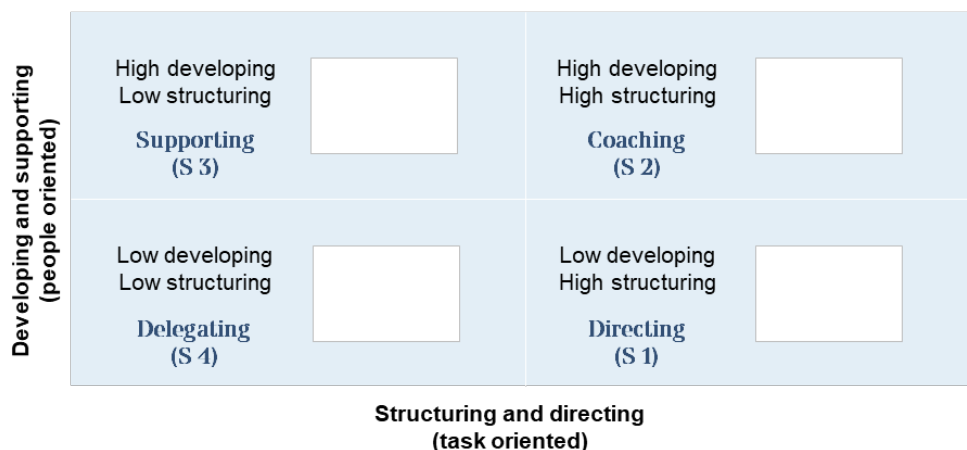 Developing and supporting
(people oriented)
High developing
Low structuring
Supporting
(S 3)
High developing
High structuring
Coaching
(S 2)
Low developing
Low structuring
Delegating
(S 4)
Low developing
High structuring
Directing
(S 1)
Structuring and directing
(task oriented)